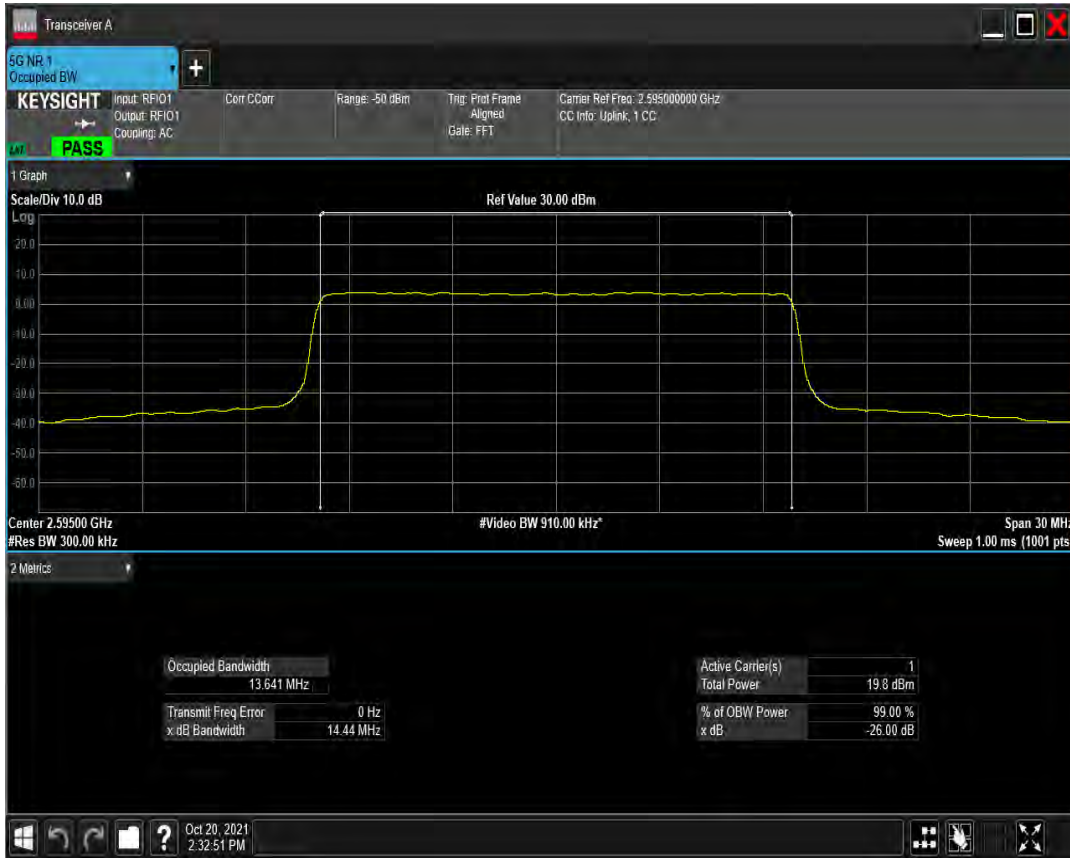 Transceiver A
5G NR 1
Occupied BW
KEYSIGHT
PASS
Input: RFIO1
Output: RFIO1
Coupling: AC
Corr CCorr
Range: -50 dBm
Trig: Prot Frame
Aligned
Gate: FFT
Carrier Ref Freq: 2.595000000 GHz
CC Info: Uplink, 1 CC
1 Graph
Scale/Div 10.0 dB
Ref Value 30.00 dBm
Log
20.0
10.0
0.00
-10.0
-20.0
-30.0
-40.0
-50.0
-60.0
Center 2.59500 GHz
#Video BW 910.00 kHz*
Span 30 MHz
#Res BW 300.00 kHz
Sweep 1.00 ms (1001 pts
2 Metrics
Occupied Bandwidth
13.641 MHz
Transmit Freq Error 0 Hz
x dB Bandwidth 14.44 MHz
Active Carrier(s) 1
Total Power 19.8 dBm
% of OBW Power 99.00 %
x dB -26.00 dB
Oct 20, 2021
2:32:51 PM